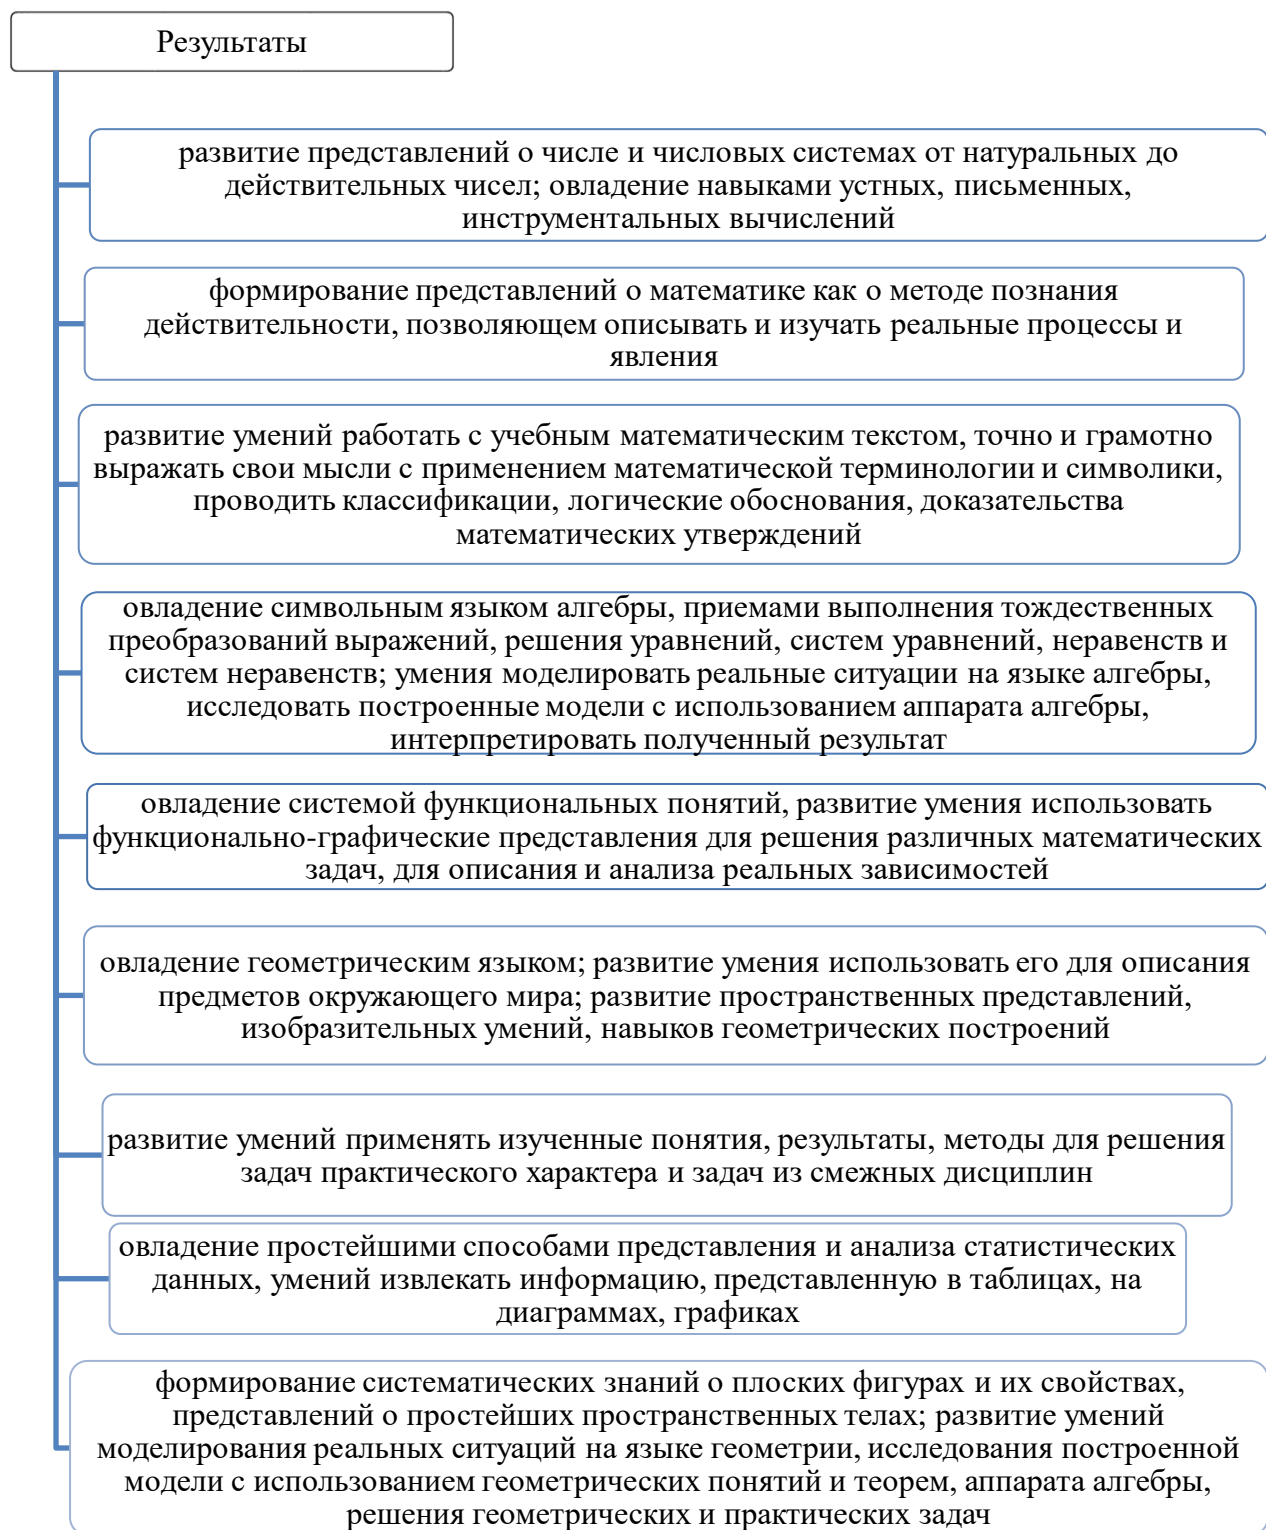 Результаты
развитие представлений о числе и числовых системах от натуральных до
действительных чисел; овладение навыками устных, письменных,
инструментальных вычислений
формирование представлений о математике как о методе познания
действительности, позволяющем описывать и изучать реальные процессы и
явления
развитие умений работать с учебным математическим текстом, точно и грамотно
выражать свои мысли с применением математической терминологии и символики,
проводить классификации, логические обоснования, доказательства
математических утверждений
овладение символьным языком алгебры, приемами выполнения тождественных
преобразований выражений, решения уравнений, систем уравнений, неравенств и
систем неравенств; умения моделировать реальные ситуации на языке алгебры,
исследовать построенные модели с использованием аппарата алгебры,
интерпретировать полученный результат
овладение системой функциональных понятий, развитие умения использовать
функционально-графические представления для решения различных математических
задач, для описания и анализа реальных зависимостей
овладение геометрическим языком; развитие умения использовать его для описания
предметов окружающего мира; развитие пространственных представлений,
изобразительных умений, навыков геометрических построений
развитие умений применять изученные понятия, результаты, методы для решения
задач практического характера и задач из смежных дисциплин
овладение простейшими способами представления и анализа статистических
данных, умений извлекать информацию, представленную в таблицах, на
диаграммах, графиках
формирование систематических знаний о плоских фигурах и их свойствах,
представлений о простейших пространственных телах; развитие умений
моделирования реальных ситуаций на языке геометрии, исследования построенной
модели с использованием геометрических понятий и теорем, аппарата алгебры,
решения геометрических и практических задач